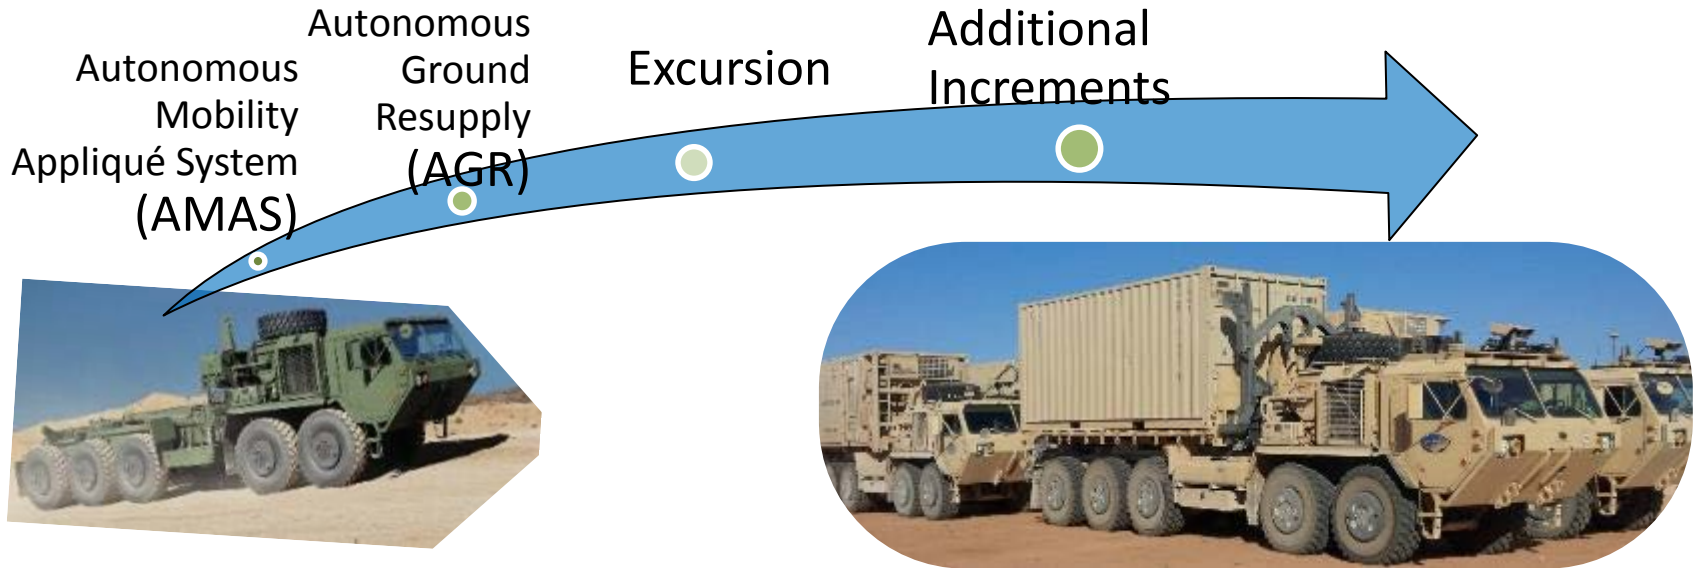 Autonomous
Mobility
Appliqué System
(AMAS)
Autonomous
Ground
Resupply
(AGR)
Excursion
Additional
Increments